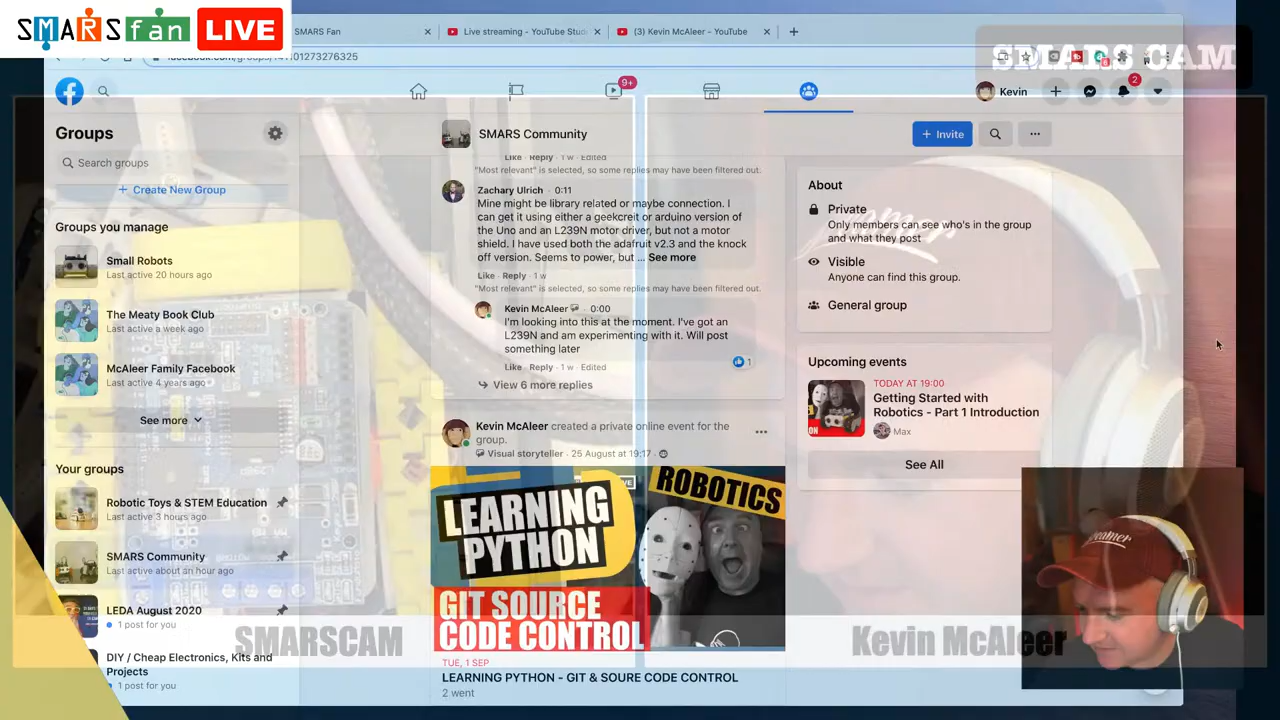 SMARS fan LIVE
SMARS Fan
Live streaming - YouTube Stud
(3) Kevin McAleer - YouTube
SMARS CAM
9+
Kevin
2
Groups
Search groups
+ Create New Group
Groups you manage
Small Robots
Last active 20 hours ago
The Meaty Book Club
Last active a week ago
McAleer Family Facebook
Last active 4 years ago
See more
Your groups
Robotic Toys & STEM Education
Last active 3 hours ago
SMARS Community
Last active about an hour ago
LEDA August 2020
1 post for you
DIY / Cheap Electronics, Kits and
Projects
1 post for you
SMARS Community
+ Invite
Like · Reply · 1 w · Edited
"Most relevant" is selected, so some replies may have been filtered out.
Zachary Ulrich · 0:11
Mine might be library related or maybe connection. I
can get it using either a geekcreit or arduino version of
the Uno and an L239N motor driver, but not a motor
shield. I have used both the adafruit v2.3 and the knock
off version. Seems to power, but ... See more
Like · Reply · 1 w
"Most relevant" is selected, so some replies may have been filtered out.
Kevin McAleer 0:00
I'm looking into this at the moment. I've got an
L239N and am experimenting with it. Will post
something later
1
Like · Reply · 1 w · Edited
View 6 more replies
Kevin McAleer created a private online event for the
group.
Visual storyteller · 25 August at 19:17 ·
LEARNING
PYTHON
ROBOTICS
GIT SOURCE
CODE CONTROL
TUE, 1 SEP
LEARNING PYTHON - GIT & SOURE CODE CONTROL
2 went
About
Private
Only members can see who's in the group
and what they post
Visible
Anyone can find this group.
General group
Upcoming events
TODAY AT 19:00
Getting Started with
Robotics - Part 1 Introduction
Max
See All
SMARSCAM
Kevin McAleer